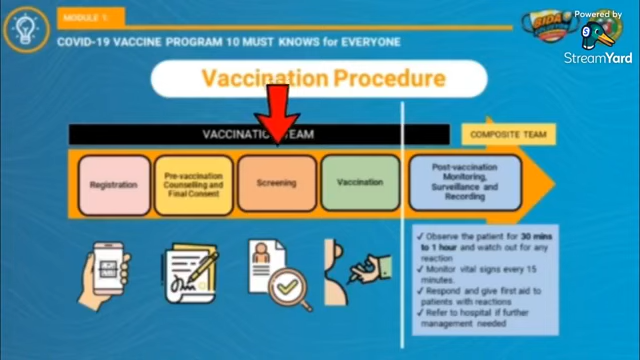 MODULE 1:
Powered by
BIDA
COVID-19 VACCINE PROGRAM 10 MUST KNOWS for EVERYONE
StreamYard
Vaccination Procedure
VACCINATION TEAM
COMPOSITE TEAM
Registration
Pre-vaccination
Counselling and
Final Consent
Screening
Vaccination
Post-vaccination
Monitoring,
Surveillance and
Recording
✓ Observe the patient for 30 mins
to 1 hour and watch out for any
reaction
✓ Monitor vital signs every 15
minutes.
✓ Respond and give first aid to
patients with reactions
✓ Refer to hospital if further
management needed